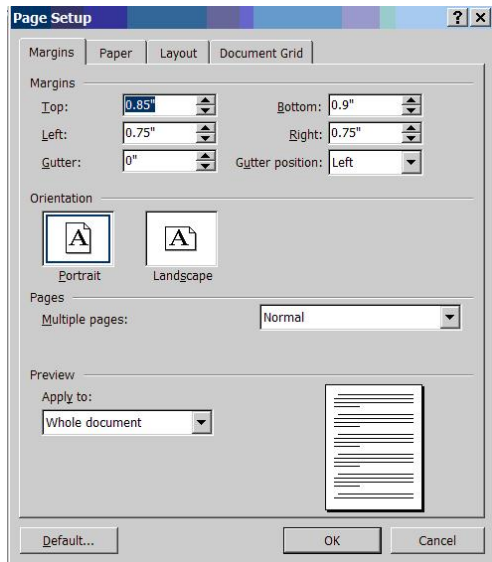 Page Setup
Margins Paper Layout Document Grid
Margins
Top: 0.85" Bottom: 0.9"
Left: 0.75" Right: 0.75"
Gutter: 0" Gutter position: Left
Orientation
A A
Portrait Landscape
Pages
Multiple pages: Normal
Preview
Apply to:
Whole document
Default... OK Cancel